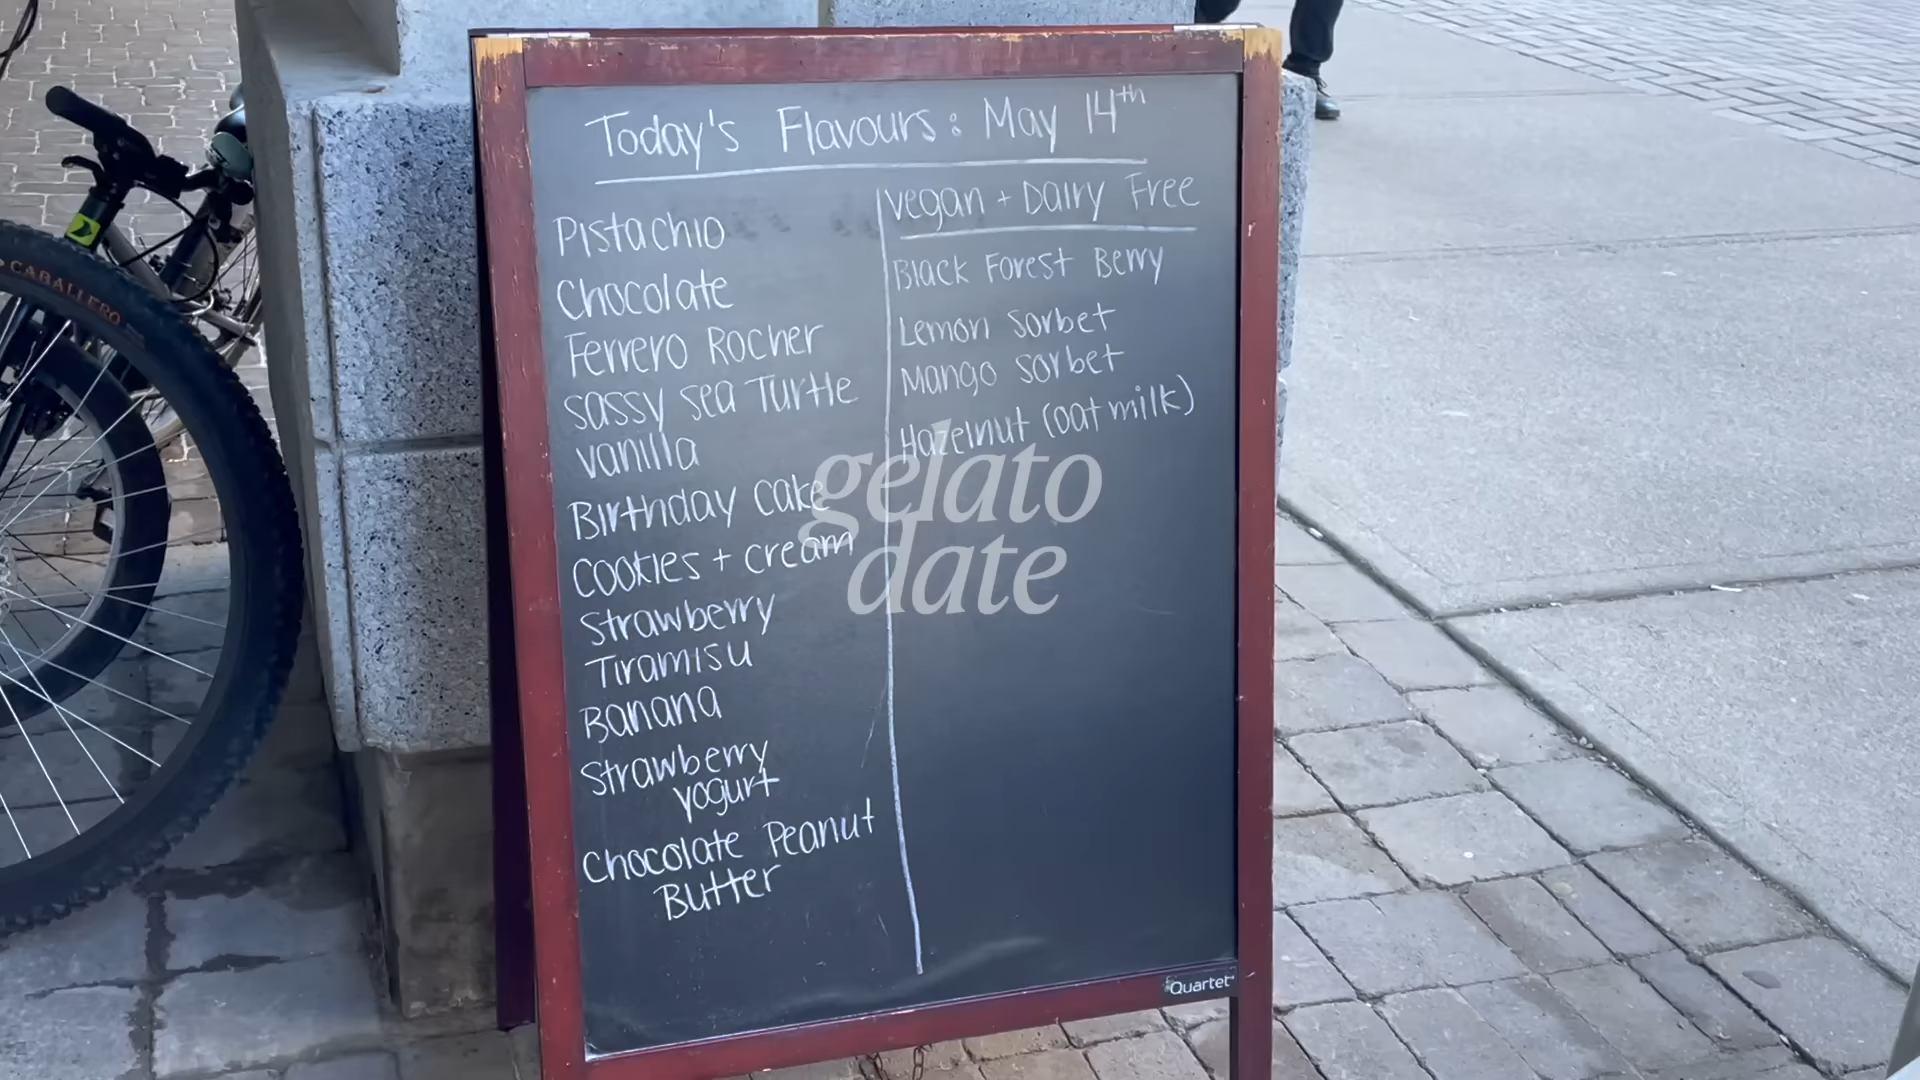 Today's Flavours: May 14th
Pistachio
Chocolate
Ferrero Rocher
Sassy Sea Turtle
Vanilla
Birthday Cake
Cookies + Cream
Strawberry
Tiramisu
Banana
Strawberry
Yogurt
Chocolate Peanut
Butter
Vegan + Dairy Free
Black Forest Berry
Lemon Sorbet
Mango Sorbet
Hazelnut (oat milk)
gelato
date
Quartet
CABALLERO